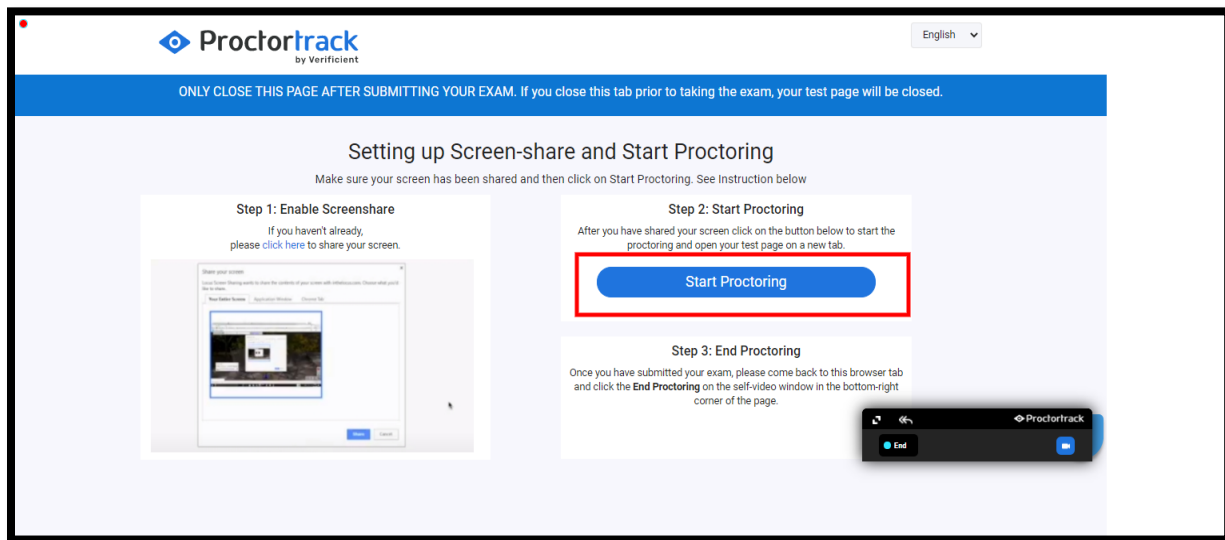 Proctortrack
by Verificient
English
ONLY CLOSE THIS PAGE AFTER SUBMITTING YOUR EXAM. If you close this tab prior to taking the exam, your test page will be closed.
Setting up Screen-share and Start Proctoring
Make sure your screen has been shared and then click on Start Proctoring. See Instruction below
Step 1: Enable Screenshare
If you haven't already,
please click here to share your screen.
Share your screen
Your Entire Screen Application Window Chrome Tab
Share Cancel
Step 2: Start Proctoring
After you have shared your screen click on the button below to start the
proctoring and open your test page on a new tab.
Start Proctoring
Step 3: End Proctoring
Once you have submitted your exam, please come back to this browser tab
and click the End Proctoring on the self-video window in the bottom-right
corner of the page.
Proctortrack
End